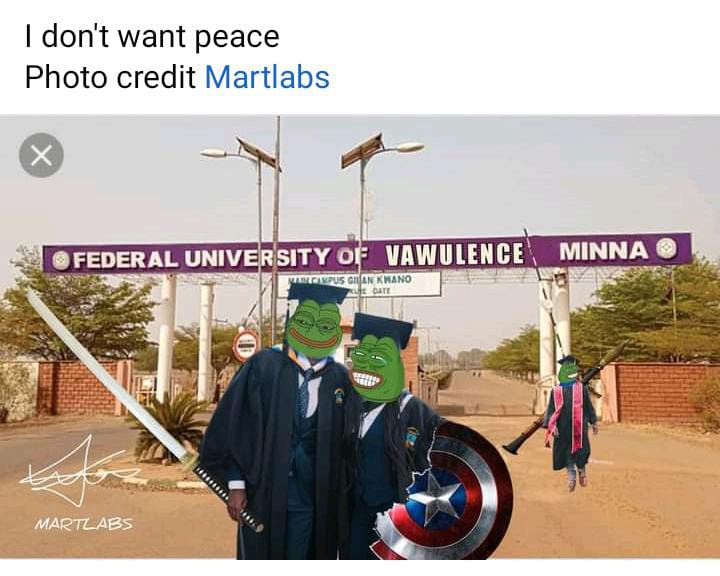 I don't want peace
Photo credit Martlabs
FEDERAL UNIVERSITY OF VAWULENCE MINNA
MAIN CAMPUS GIDAN KWANO
GATE
MARTLABS